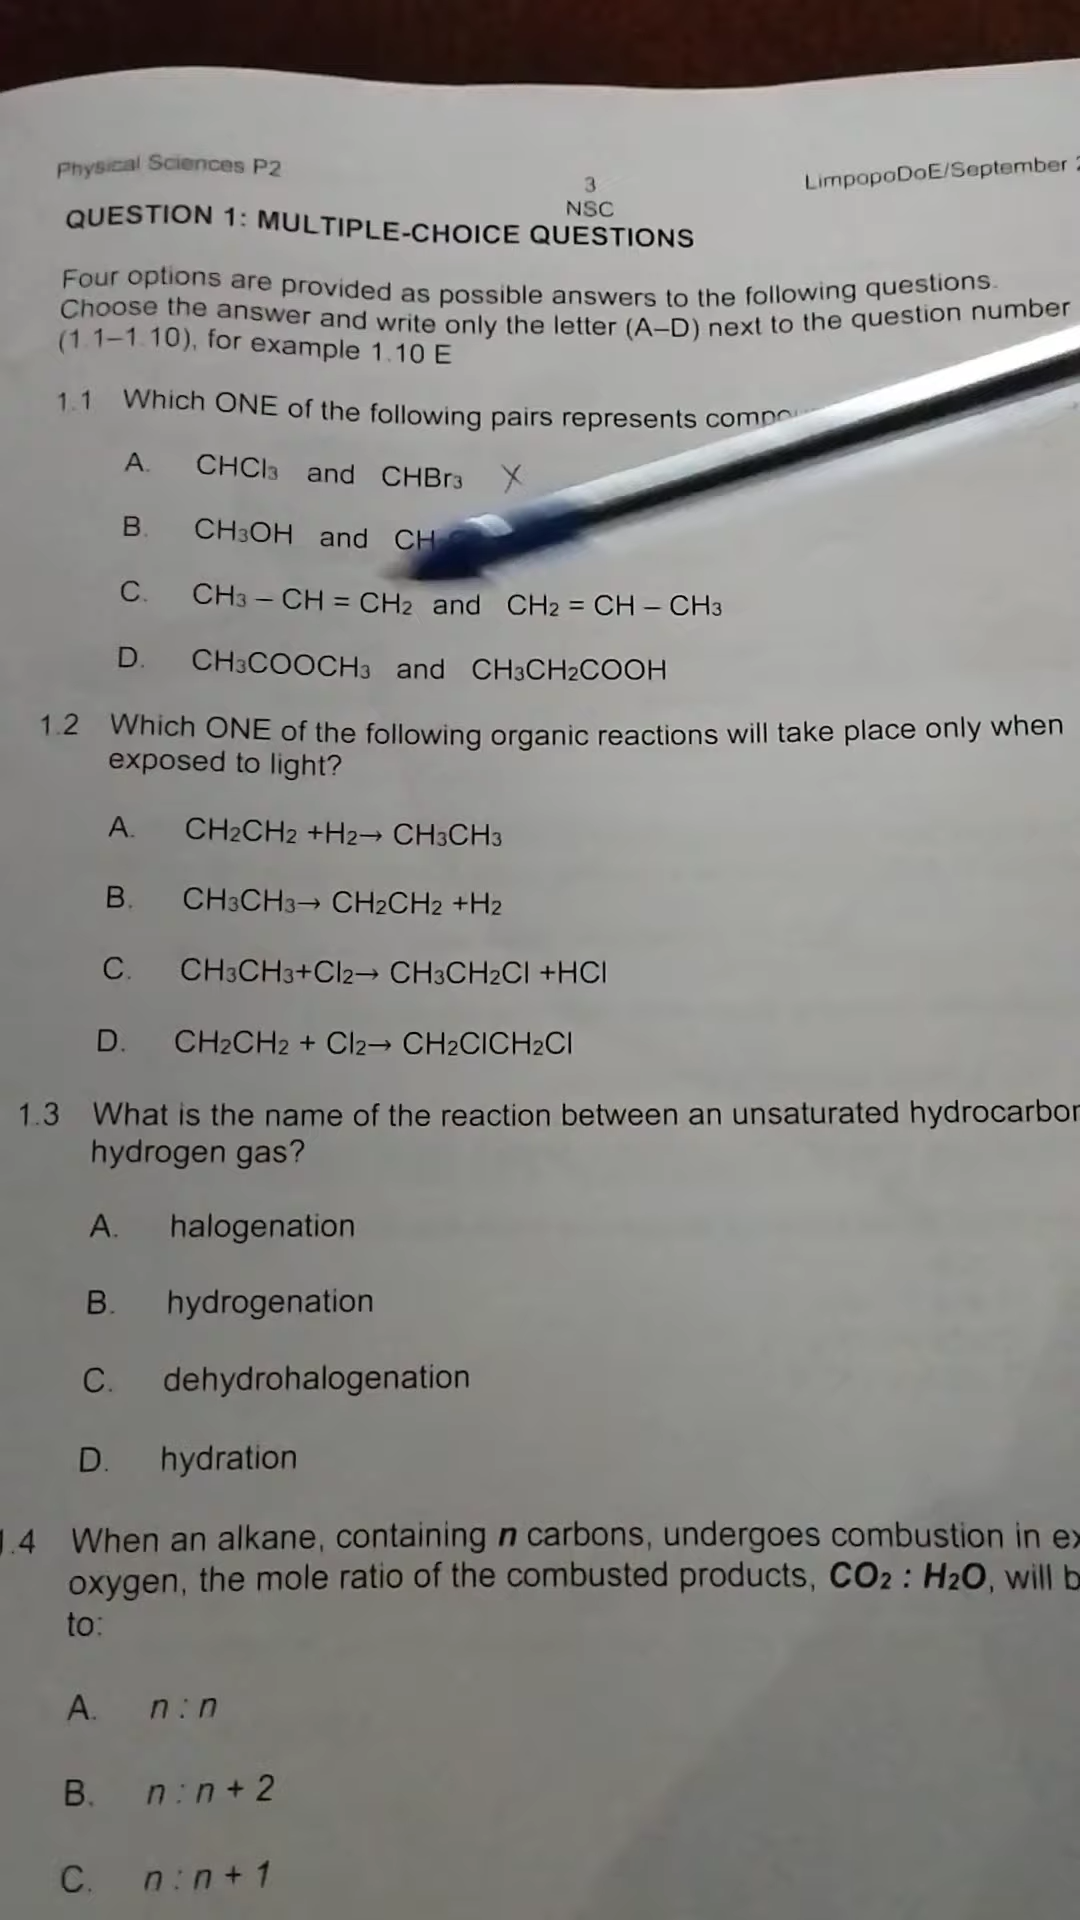 Physical Sciences P2
3
LimpopoDoE/September
NSC
QUESTION 1: MULTIPLE-CHOICE QUESTIONS
Four options are provided as possible answers to the following questions.
Choose the answer and write only the letter (A–D) next to the question number
(1.1–1.10), for example 1.10 E
1.1 Which ONE of the following pairs represents
A. CHCl₃ and CHBr₃ X
B. CH₃OH and
C. CH₃ – CH = CH₂ and CH₂ = CH – CH₃
D. CH₃COOCH₃ and CH₃CH₂COOH
1.2 Which ONE of the following organic reactions will take place only when
exposed to light?
A. CH₂CH₂ +H₂→ CH₃CH₃
B. CH₃CH₃→ CH₂CH₂ +H₂
C. CH₃CH₃+Cl₂→ CH₃CH₂Cl +HCl
D. CH₂CH₂ + Cl₂→ CH₂ClCH₂Cl
1.3 What is the name of the reaction between an unsaturated
hydrogen gas?
A. halogenation
B. hydrogenation
C. dehydrohalogenation
D. hydration
1.4 When an alkane, containing n carbons, undergoes combustion in
oxygen, the mole ratio of the combusted products, CO₂ : H₂O, will
to:
A. n : n
B. n : n + 2
C. n : n + 1